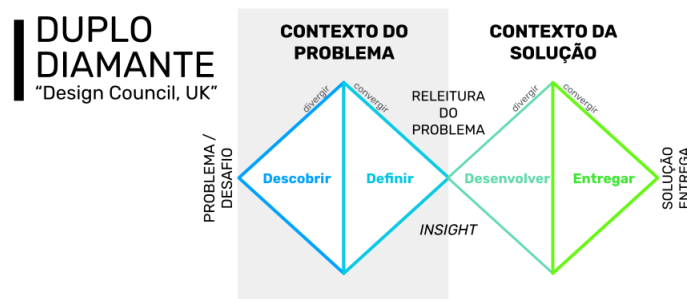 DUPLO
DIAMANTE
“Design Council, UK”
CONTEXTO DO
PROBLEMA
CONTEXTO DA
SOLUÇÃO
divergir
convergir
RELEITURA
DO
PROBLEMA
divergir
convergir
PROBLEMA /
DESAFIO
Descobrir
Definir
Desenvolver
Entregar
SOLUÇÃO
ENTREGA
INSIGHT